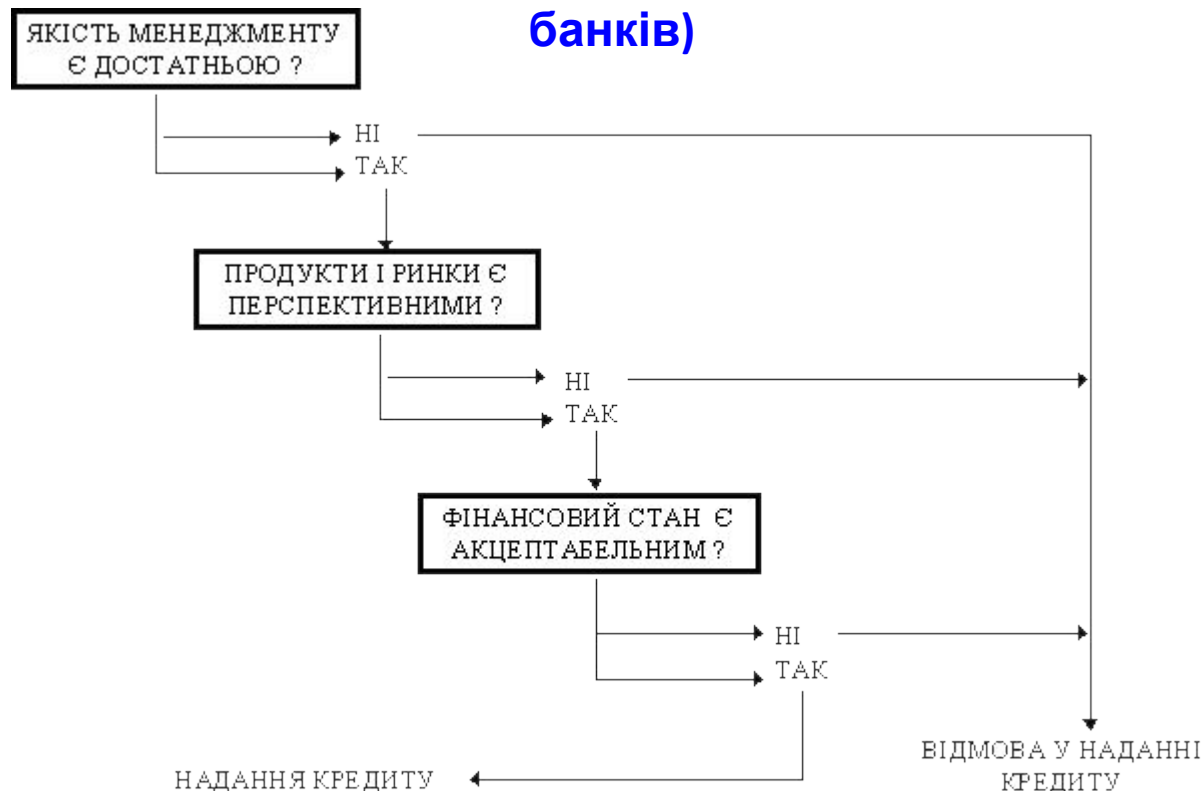 банків)
ЯКІСТЬ МЕНЕДЖМЕНТУ
Є ДОСТАТНЬОЮ ?
НІ
ТАК
ПРОДУКТИ І РИНКИ Є
ПЕРСПЕКТИВНИМИ ?
НІ
ТАК
ФІНАНСОВИЙ СТАН Є
АКЦЕПТАБЕЛЬНИМ ?
НІ
ТАК
НАДАННЯ КРЕДИТУ
ВІДМОВА У НАДАННІ
КРЕДИТУ